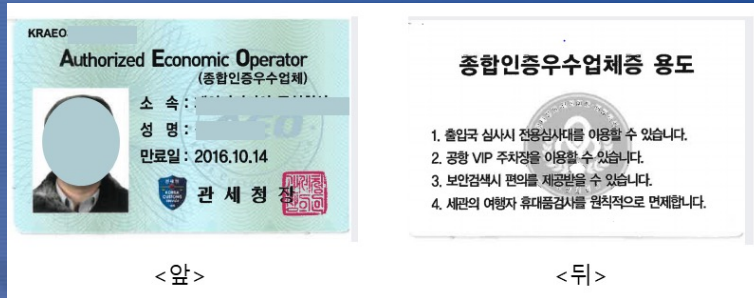 KRAEO
Authorized Economic Operator
(종합인증우수업체)
소 속 :
성 명 :
만료일 : 2016.10.14
관 세 청 장
<앞>
종합인증우수업체증 용도
1. 출입국 심사시 전용심사대를 이용할 수 있습니다.
2. 공항 VIP 주차장을 이용할 수 있습니다.
3. 보안검색시 편의를 제공받을 수 있습니다.
4. 세관의 여행자 휴대품검사를 원칙적으로 면제합니다.
<뒤>